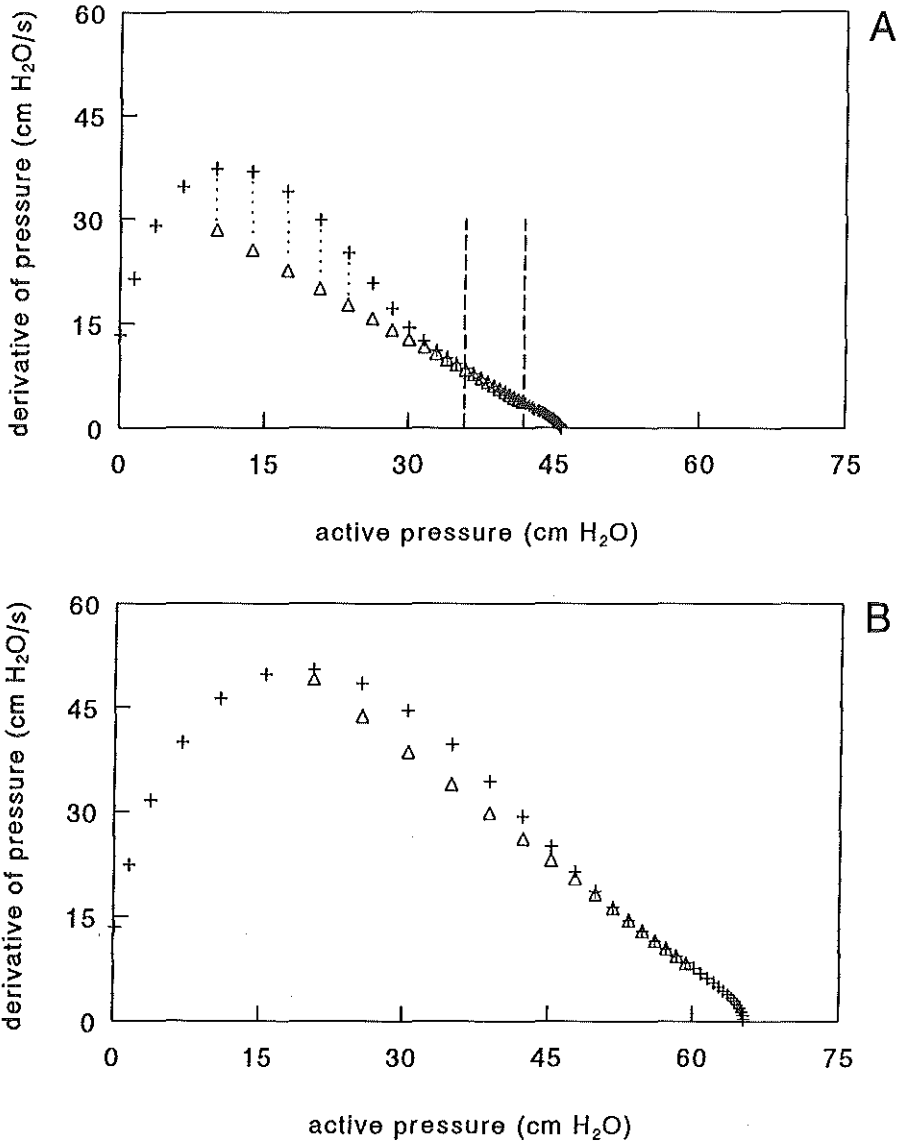 A
derivative of pressure (cm H₂O/s)
60
45
30
15
0
0 15 30 45 60 75
active pressure (cm H₂O)
B
derivative of pressure (cm H₂O/s)
60
45
30
15
0
0 15 30 45 60 75
active pressure (cm H₂O)